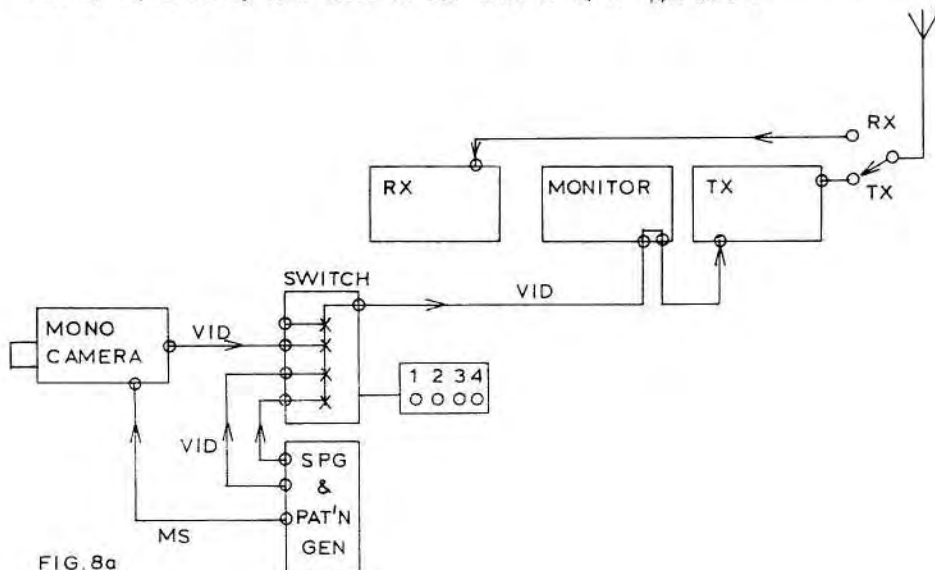 RX
TX
RX
MONITOR
TX
SWITCH
VID
MONO
CAMERA
VID
1 2 3 4
VID
SPG
&
PAT'N
GEN
MS
FIG.8a